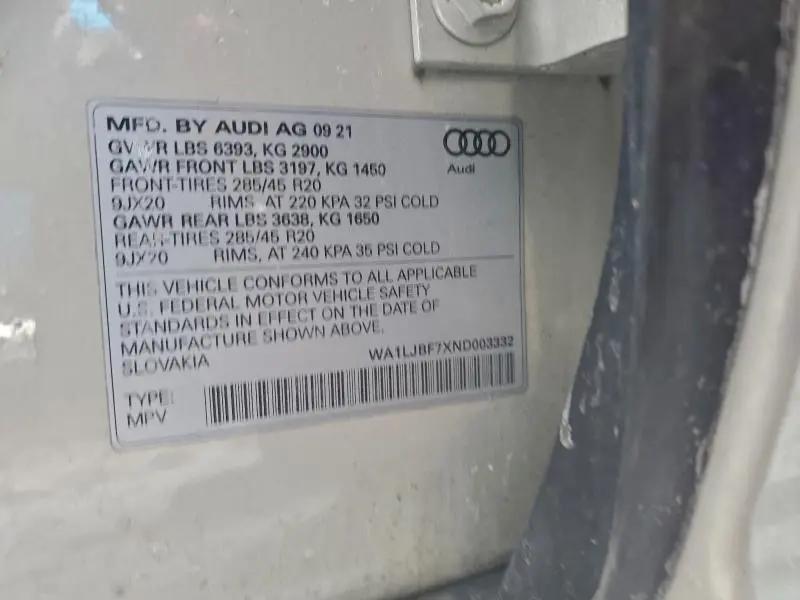 MFD. BY AUDI AG 09 21
GVWR LBS 6393, KG 2900
GAWR FRONT LBS 3197, KG 1450
FRONT-TIRES 285/45 R20
9JX20 RIMS, AT 220 KPA 32 PSI COLD
GAWR REAR LBS 3638, KG 1650
REAR-TIRES 285/45 R20
9JX20 RIMS, AT 240 KPA 35 PSI COLD
Audi
THIS VEHICLE CONFORMS TO ALL APPLICABLE
U.S. FEDERAL MOTOR VEHICLE SAFETY
STANDARDS IN EFFECT ON THE DATE OF
MANUFACTURE SHOWN ABOVE.
SLOVAKIA WA1LJBF7XND003332
TYPE:
MPV